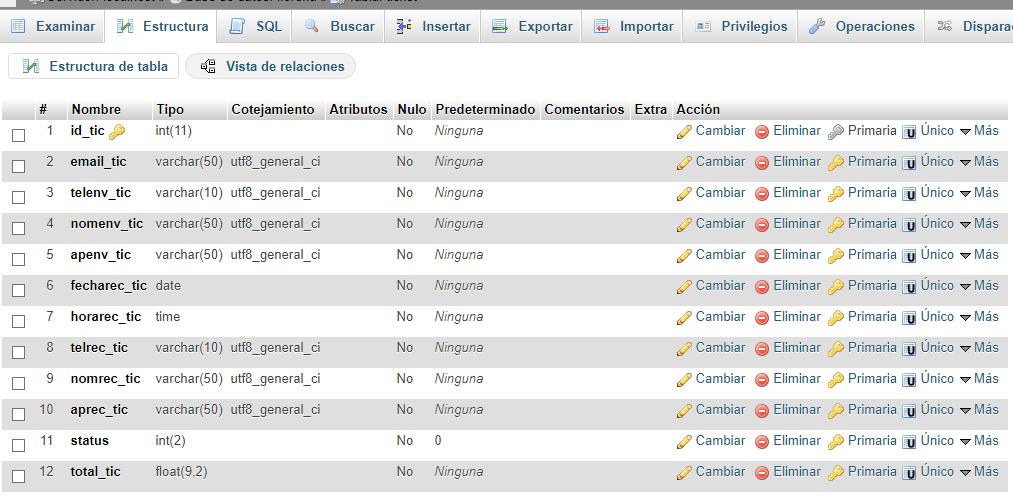 Examinar Estructura SQL Buscar Insertar Exportar Importar Privilegios Operaciones Dispara
Estructura de tabla Vista de relaciones
# Nombre Tipo Cotejamiento Atributos Nulo Predeterminado Comentarios Extra Acción
1 id_tic int(11) No Ninguna Cambiar Eliminar Primaria Único Más
2 email_tic varchar(50) utf8_general_ci No Ninguna Cambiar Eliminar Primaria Único Más
3 telenv_tic varchar(10) utf8_general_ci No Ninguna Cambiar Eliminar Primaria Único Más
4 nomenv_tic varchar(50) utf8_general_ci No Ninguna Cambiar Eliminar Primaria Único Más
5 apenv_tic varchar(50) utf8_general_ci No Ninguna Cambiar Eliminar Primaria Único Más
6 fecharec_tic date No Ninguna Cambiar Eliminar Primaria Único Más
7 horarec_tic time No Ninguna Cambiar Eliminar Primaria Único Más
8 telrec_tic varchar(10) utf8_general_ci No Ninguna Cambiar Eliminar Primaria Único Más
9 nomrec_tic varchar(50) utf8_general_ci No Ninguna Cambiar Eliminar Primaria Único Más
10 aprec_tic varchar(50) utf8_general_ci No Ninguna Cambiar Eliminar Primaria Único Más
11 status int(2) No 0 Cambiar Eliminar Primaria Único Más
12 total_tic float(9,2) No Ninguna Cambiar Eliminar Primaria Único Más